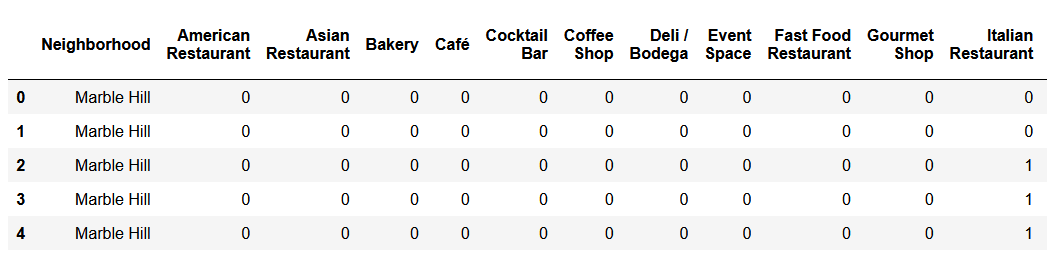 Neighborhood American Restaurant Asian Restaurant Bakery Café Cocktail Bar Coffee Shop Deli / Bodega Event Space Fast Food Restaurant Gourmet Shop Italian Restaurant
0 Marble Hill 0 0 0 0 0 0 0 0 0 0 0
1 Marble Hill 0 0 0 0 0 0 0 0 0 0 0
2 Marble Hill 0 0 0 0 0 0 0 0 0 0 1
3 Marble Hill 0 0 0 0 0 0 0 0 0 0 1
4 Marble Hill 0 0 0 0 0 0 0 0 0 0 1